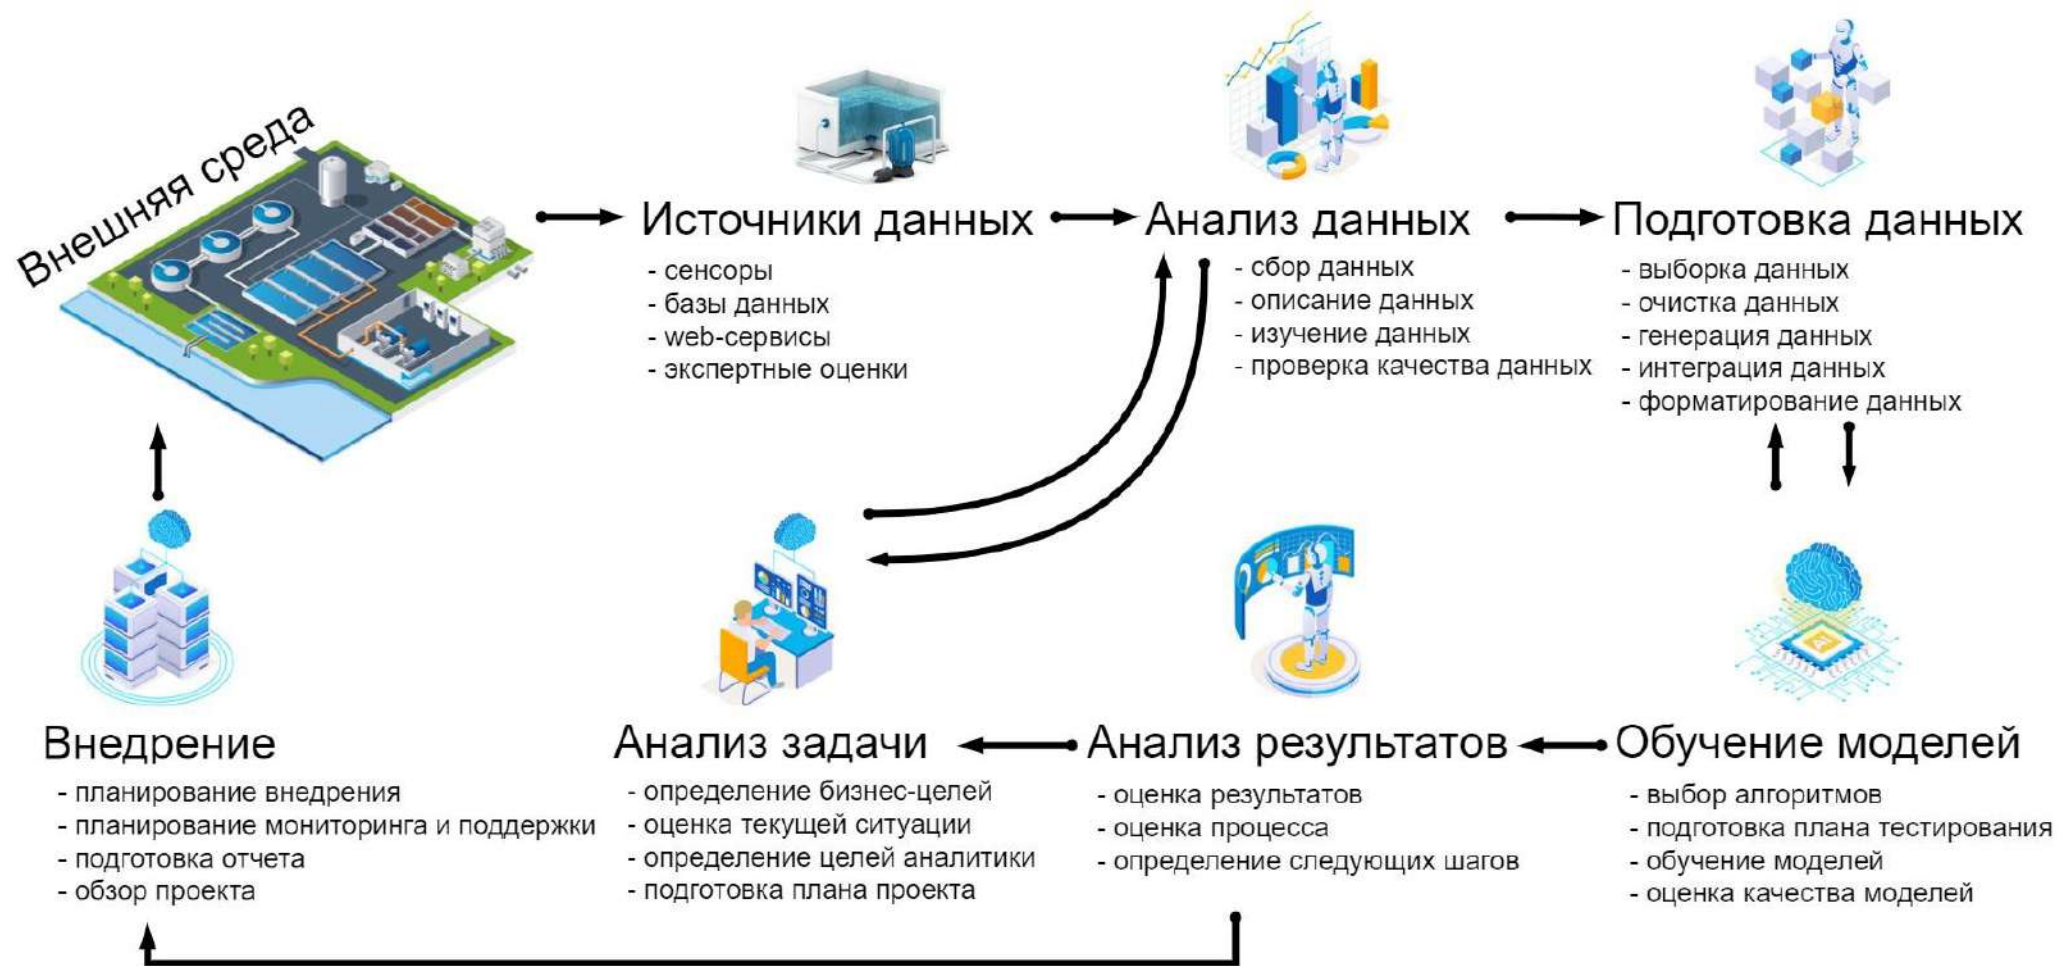 Внешняя среда
Источники данных
- сенсоры
- базы данных
- web-сервисы
- экспертные оценки
Анализ данных
- сбор данных
- описание данных
- изучение данных
- проверка качества данных
Подготовка данных
- выборка данных
- очистка данных
- генерация данных
- интеграция данных
- форматирование данных
Внедрение
- планирование внедрения
- планирование мониторинга и поддержки
- подготовка отчета
- обзор проекта
Анализ задачи
- определение бизнес-целей
- оценка текущей ситуации
- определение целей аналитики
- подготовка плана проекта
Анализ результатов
- оценка результатов
- оценка процесса
- определение следующих шагов
AI
Обучение моделей
- выбор алгоритмов
- подготовка плана тестирования
- обучение моделей
- оценка качества моделей